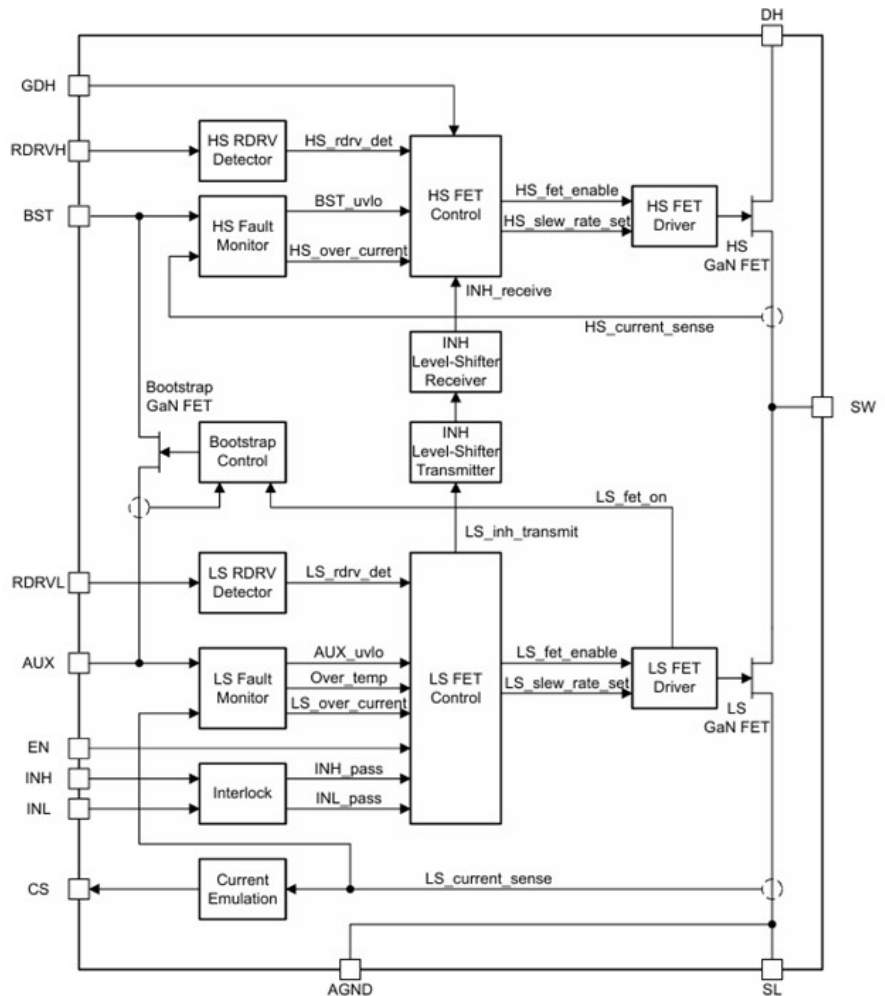 DH
GDH
RDRVH
HS RDRV
Detector
HS_rdrv_det
BST
HS Fault
Monitor
BST_uvlo
HS_over_current
HS FET
Control
HS_fet_enable
HS_slew_rate_set
HS FET
Driver
HS
GaN FET
INH_receive
HS_current_sense
INH
Level-Shifter
Receiver
Bootstrap
GaN FET
SW
Bootstrap
Control
INH
Level-Shifter
Transmitter
LS_fet_on
LS_inh_transmit
RDRVL
LS RDRV
Detector
LS_rdrv_det
AUX
LS Fault
Monitor
AUX_uvlo
Over_temp
LS_over_current
LS FET
Control
LS_fet_enable
LS_slew_rate_set
LS FET
Driver
LS
GaN FET
EN
INH
INL
Interlock
INH_pass
INL_pass
CS
Current
Emulation
LS_current_sense
AGND
SL